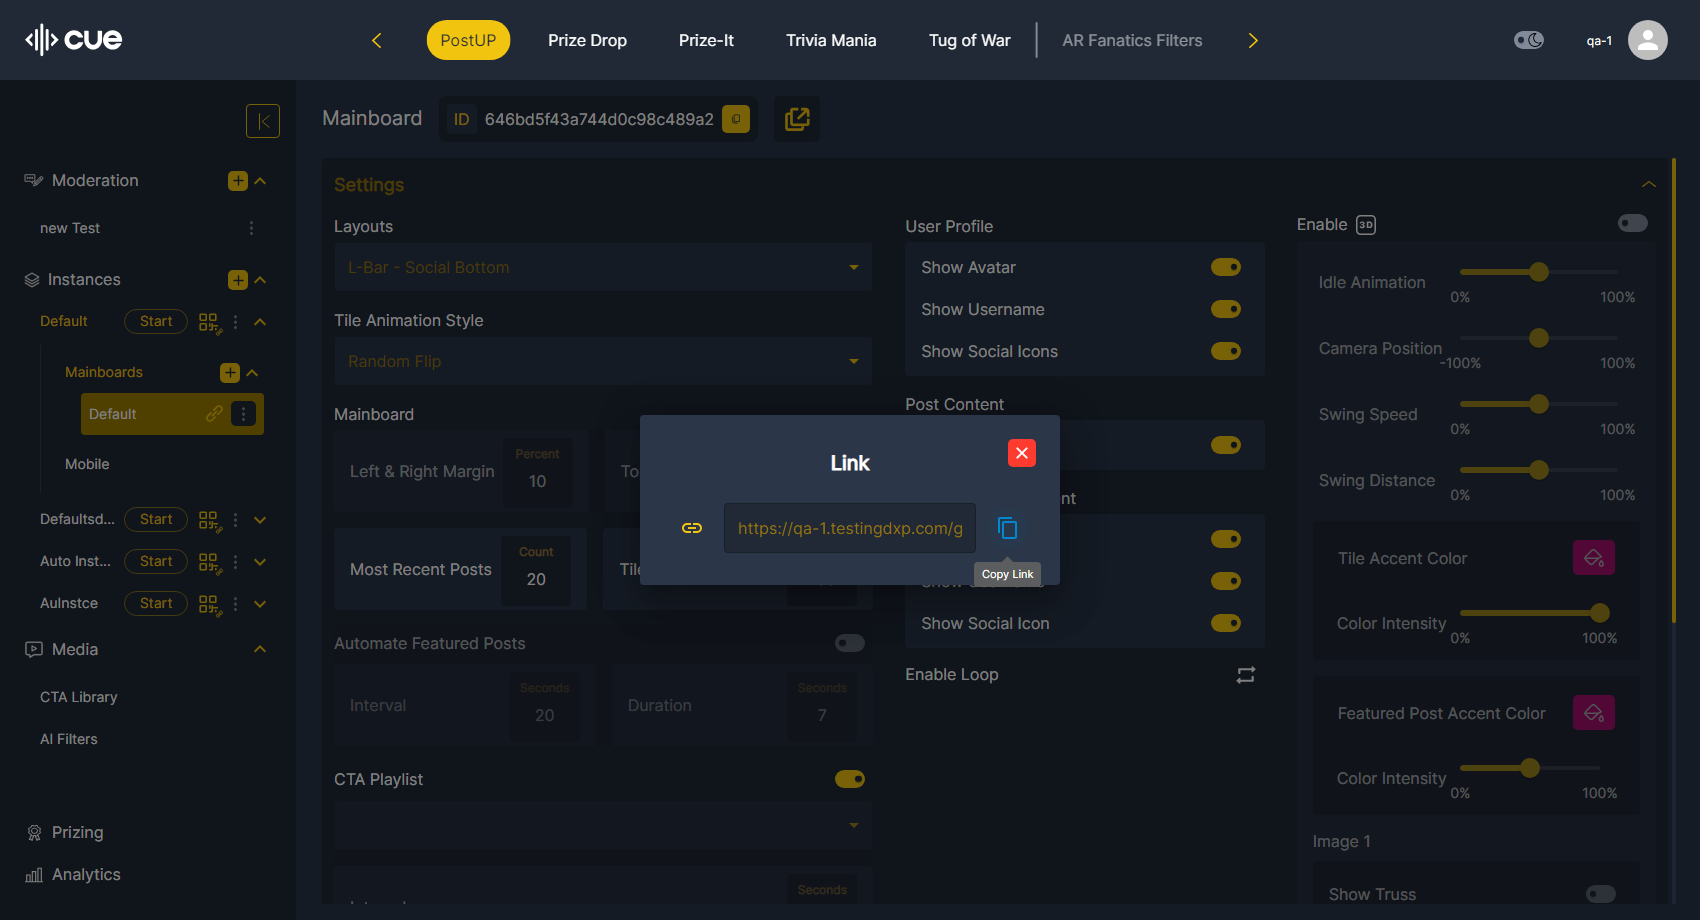 cue
PostUP
Prize Drop
Prize-It
Trivia Mania
Tug of War
AR Fanatics Filters
qa-1
Mainboard
ID
646bd5f43a744d0c98c489a2
Moderation
new Test
Instances
Default
Start
Mainboards
Default
Mobile
Defaultsd...
Start
Auto Inst...
Start
AuInstce
Start
Media
CTA Library
AI Filters
Prizing
Analytics
Settings
Layouts
L-Bar - Social Bottom
Tile Animation Style
Random Flip
Mainboard
Left & Right Margin
Percent
10
To
Most Recent Posts
Count
20
Automate Featured Posts
Interval
Seconds
20
Duration
Seconds
7
CTA Playlist
Seconds
User Profile
Show Avatar
Show Username
Show Social Icons
Post Content
nt
Show Social Icon
Enable Loop
Link
https://qa-1.testingdxp.com/g
Copy Link
Enable
3D
Idle Animation
0%
100%
Camera Position
-100%
100%
Swing Speed
0%
100%
Swing Distance
0%
100%
Tile Accent Color
Color Intensity
0%
100%
Featured Post Accent Color
Color Intensity
0%
100%
Image 1
Show Truss